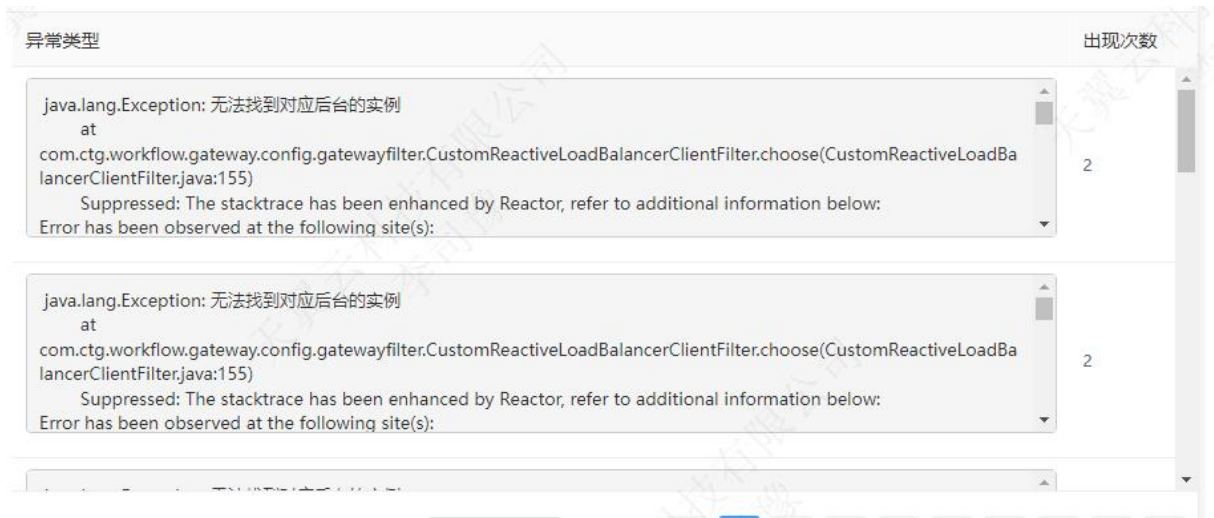 异常类型
出现次数
java.lang.Exception: 无法找到对应后台的实例
at
com.ctg.workflow.gateway.config.gatewayfilter.CustomReactiveLoadBalancerClientFilter.choose(CustomReactiveLoadBa
lancerClientFilter.java:155)
Suppressed: The stacktrace has been enhanced by Reactor, refer to additional information below:
Error has been observed at the following site(s):
2
java.lang.Exception: 无法找到对应后台的实例
at
com.ctg.workflow.gateway.config.gatewayfilter.CustomReactiveLoadBalancerClientFilter.choose(CustomReactiveLoadBa
lancerClientFilter.java:155)
Suppressed: The stacktrace has been enhanced by Reactor, refer to additional information below:
Error has been observed at the following site(s):
2